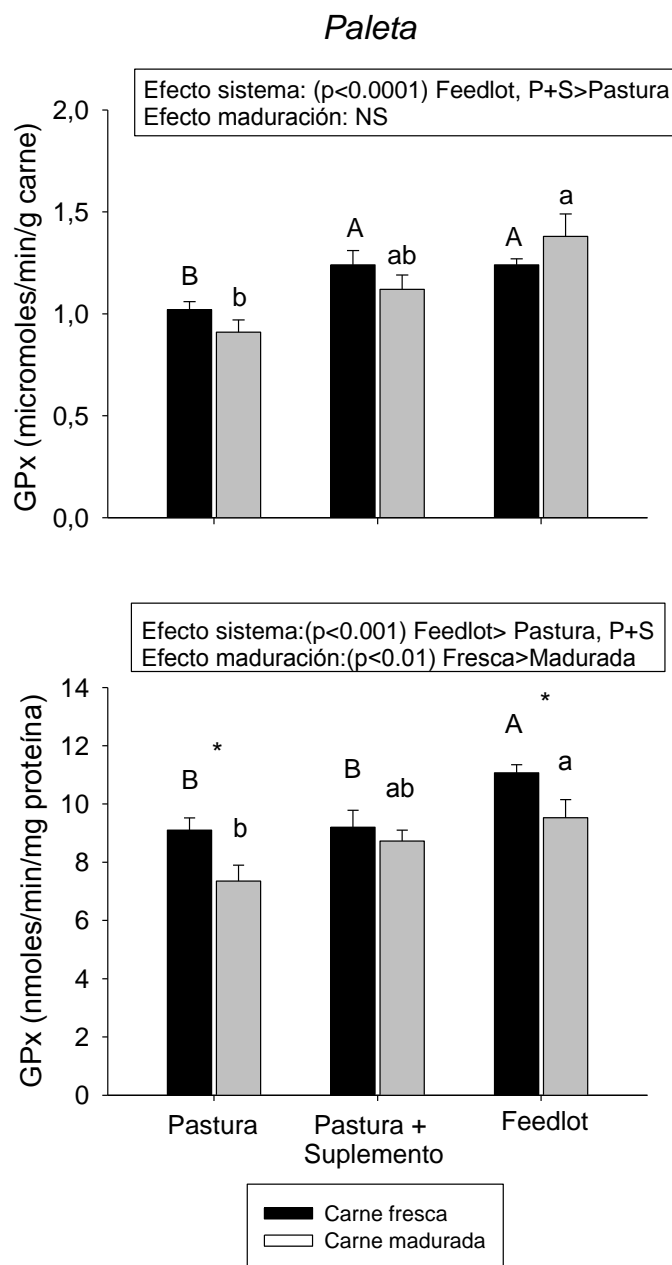 Paleta
Efecto sistema: (p<0.0001) Feedlot, P+S>Pastura
Efecto maduración: NS
GPx (micromoles/min/g carne)
2,0
1,5
1,0
0,5
0,0
B
b
A
ab
A
a
Efecto sistema:(p<0.001) Feedlot> Pastura, P+S
Efecto maduración:(p<0.01) Fresca>Madurada
GPx (nmoles/min/mg proteína)
14
12
10
8
6
4
2
0
*
B
b
B
ab
*
A
a
Pastura
Pastura +
Suplemento
Feedlot
Carne fresca
Carne madurada